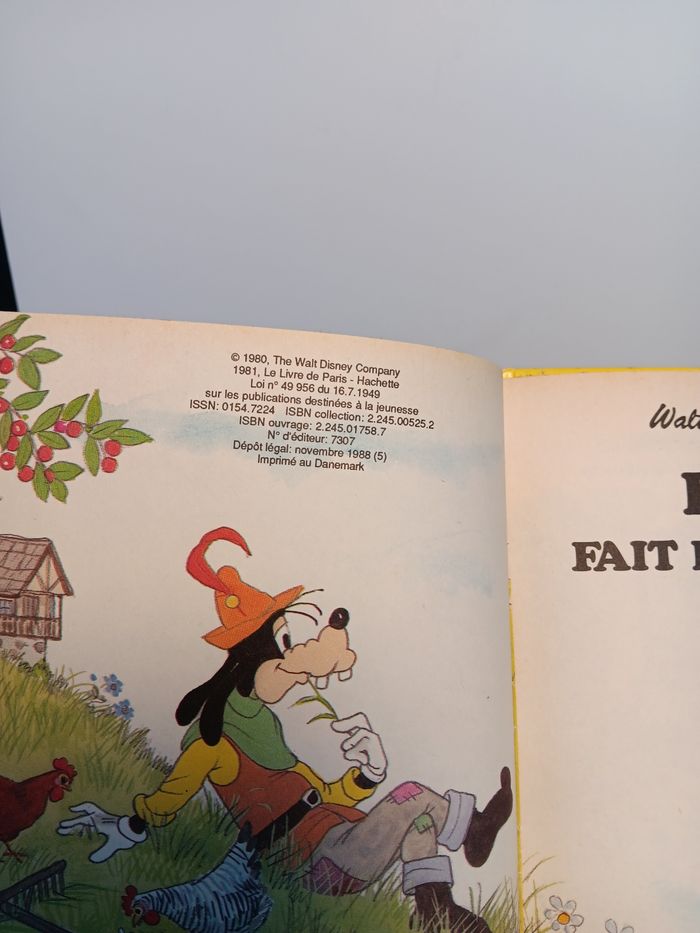 © 1980, The Walt Disney Company
1981, Le Livre de Paris - Hachette
Loi n° 49 956 du 16.7.1949
sur les publications destinées à la jeunesse
ISSN: 0154.7224 ISBN collection: 2.245.00525.2
ISBN ouvrage: 2.245.01758.7
N° d'éditeur: 7307
Dépôt légal: novembre 1988 (5)
Imprimé au Danemark
FAIT